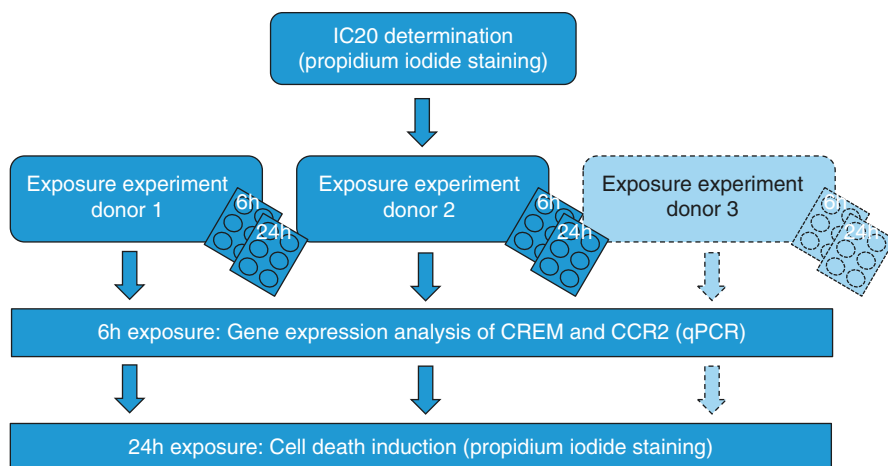 IC20 determination
(propidium iodide staining)
Exposure experiment
donor 1
6h
24h
Exposure experiment
donor 2
6h
24h
Exposure experiment
donor 3
6h
24h
6h exposure: Gene expression analysis of CREM and CCR2 (qPCR)
24h exposure: Cell death induction (propidium iodide staining)